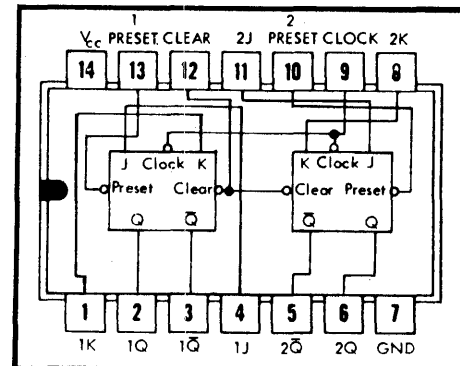 1 2
Vcc PRESET CLEAR 2J PRESET CLOCK 2K
14 13 12 11 10 9 8
J Clock K K Clock J
Preset Clear Clear Preset
Q Q̅ Q̅ Q
1 2 3 4 5 6 7
1K 1Q 1Q̅ 1J 2Q̅ 2Q GND